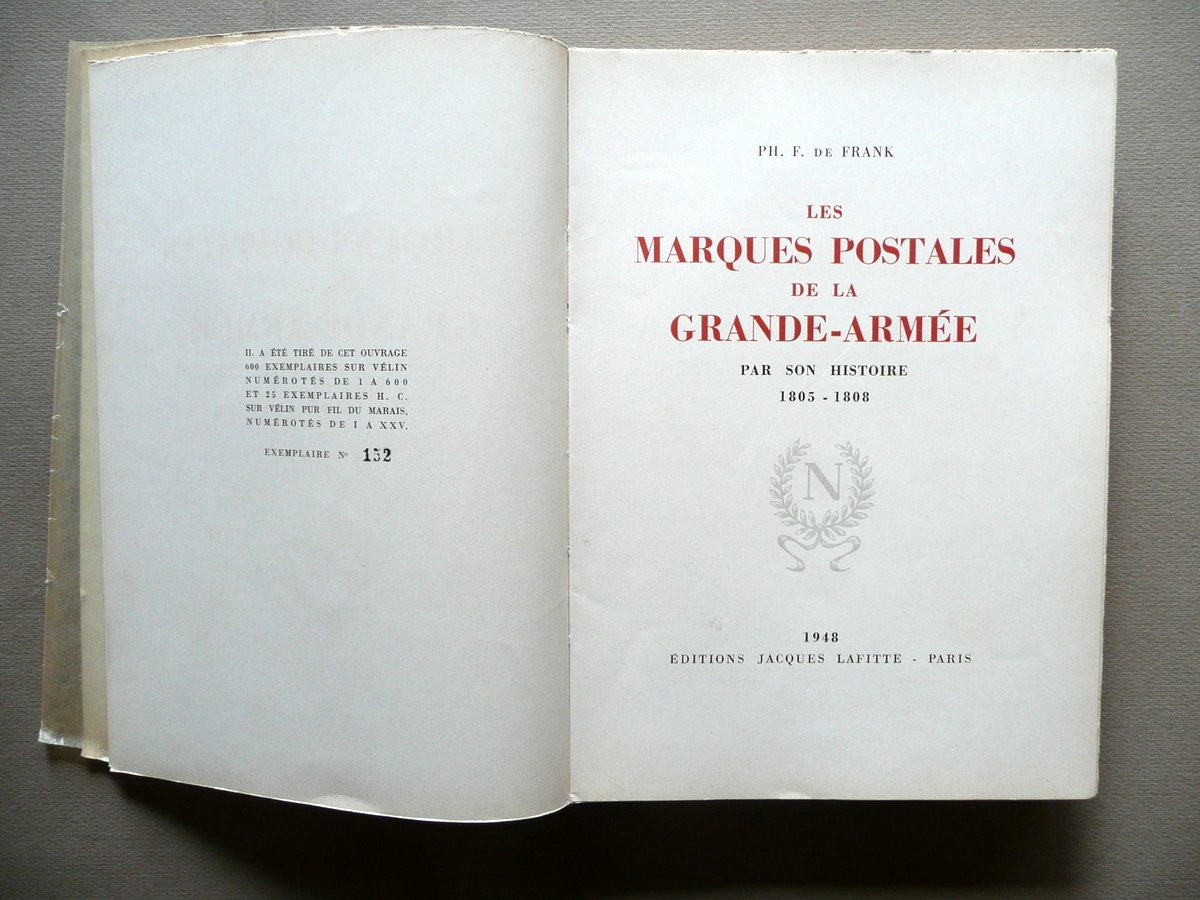 IL A ÉTÉ TIRÉ DE CET OUVRAGE
600 EXEMPLAIRES SUR VÉLIN
NUMÉROTÉS DE 1 A 600
ET 25 EXEMPLAIRES H. C.
SUR VÉLIN PUR FIL DU MARAIS,
NUMÉROTÉS DE I A XXV.
EXEMPLAIRE Nº 152
PH. F. DE FRANK
LES
MARQUES POSTALES
DE LA
GRANDE-ARMÉE
PAR SON HISTOIRE
1805 - 1808
N
1948
ÉDITIONS JACQUES LAFITTE - PARIS